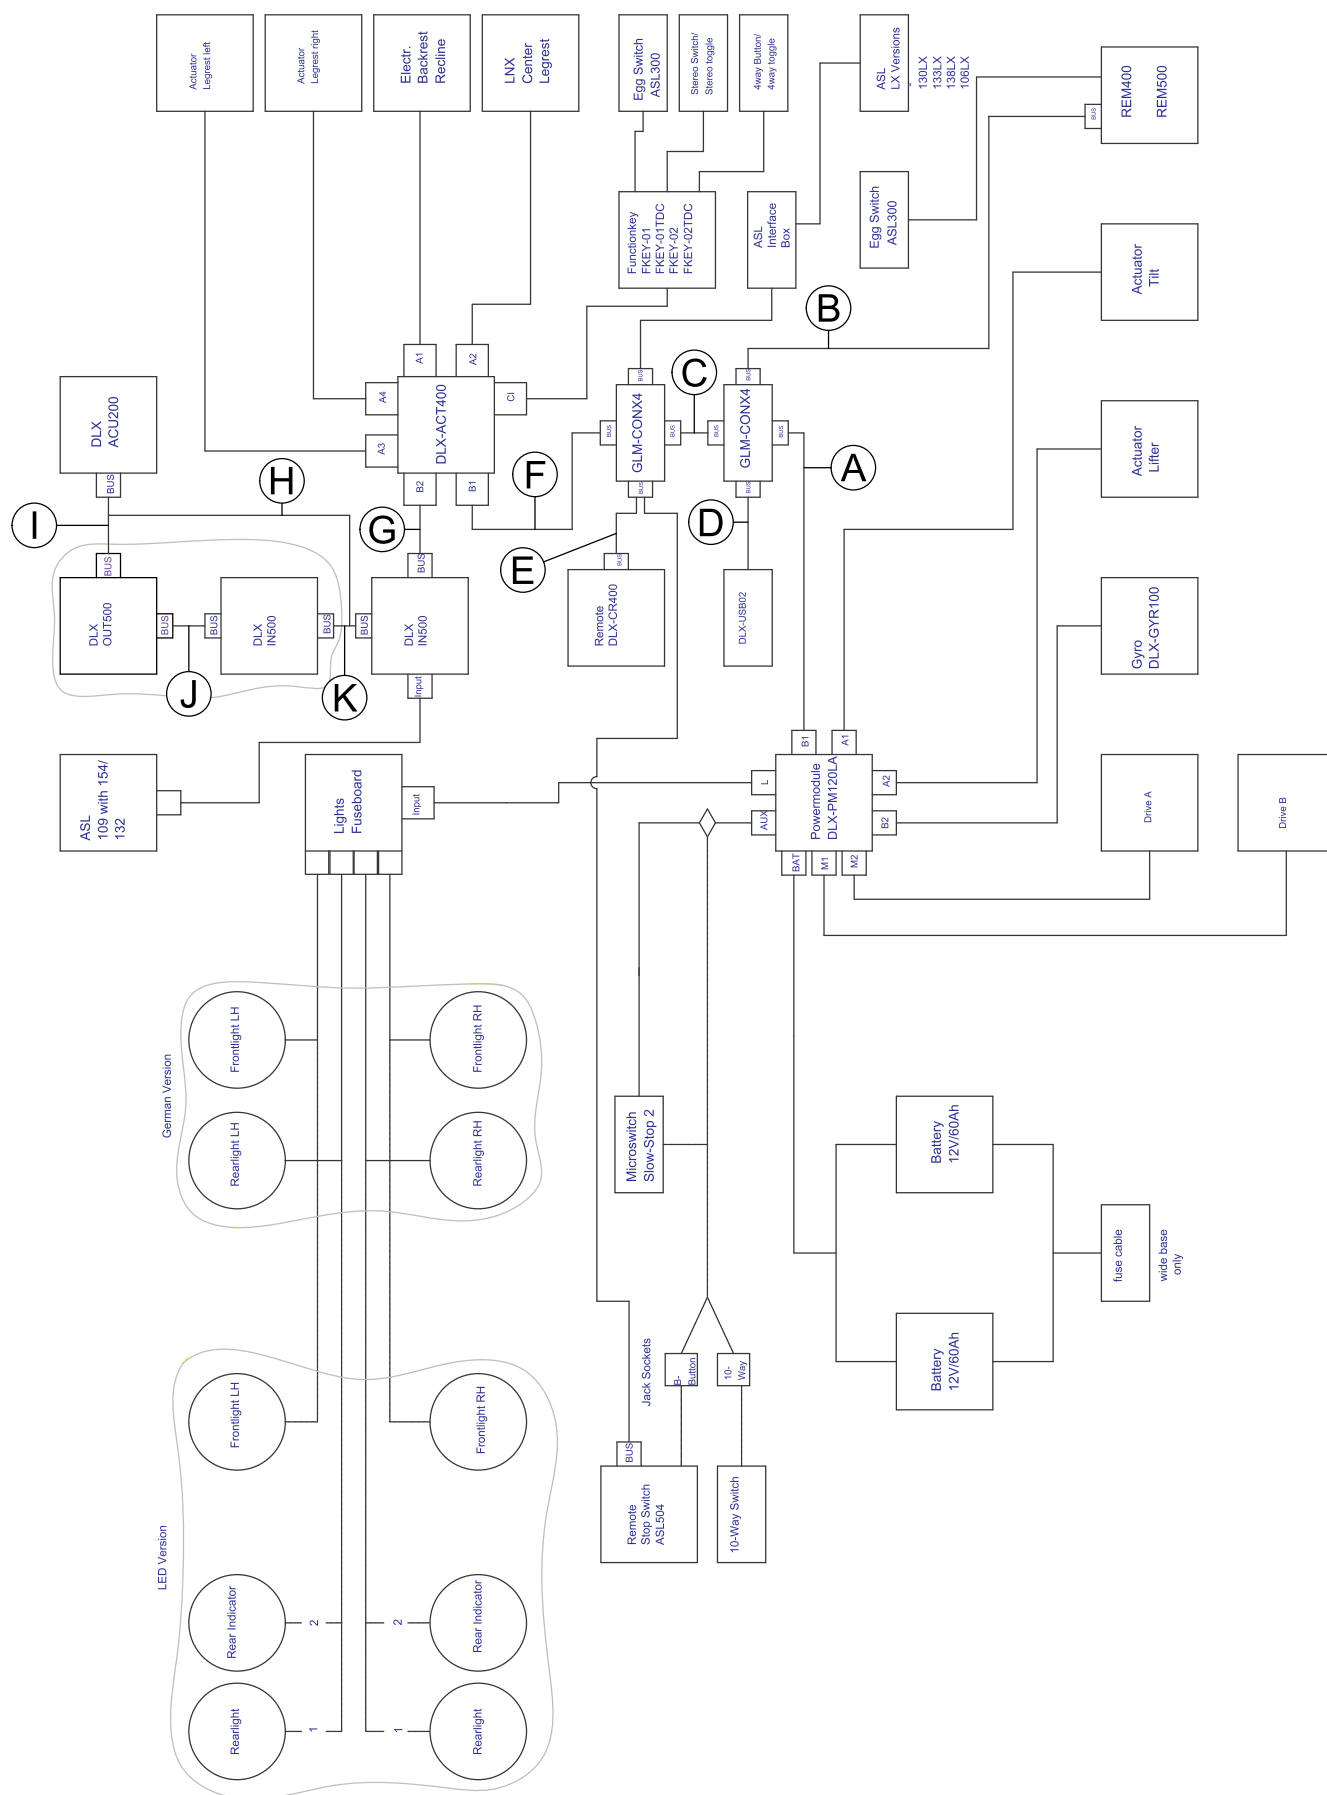 Actuator
Legrest left
Actuator
Legrest right
Electr.
Backrest
Recline
LNX
Center
Legrest
Egg Switch
ASL300
Stereo Switch/
Stereo toggle
4way Button/
4way toggle
ASL
LX Versions
130LX
133LX
138LX
106LX
REM400
REM500
BUS
Egg Switch
ASL300
Functionkey
FKEY-01
FKEY-01TDC
FKEY-02
FKEY-02TDC
ASL
Interface
Box
Actuator
Tilt
B
A1
A2
A4
A3
CI
B2
B1
DLX-ACT400
DLX
ACU200
BUS
BUS
GLM-CONX4
BUS
BUS
BUS
C
BUS
GLM-CONX4
BUS
BUS
BUS
Actuator
Lifter
A
D
E
F
G
H
I
BUS
DLX
OUT500
BUS
BUS
DLX
IN500
BUS
BUS
BUS
DLX
IN500
Input
J
K
BUS
Remote
DLX-CR400
DLX-USB02
Gyro
DLX-GYR100
ASL
109 with 154/
132
Lights
Fuseboard
Input
B1
A1
L
A2
AUX
B2
BAT
M1
M2
Powermodule
DLX-PM120LA
Drive A
Drive B
German Version
Frontlight LH
Frontlight RH
Rearlight LH
Rearlight RH
Microswitch
Slow-Stop 2
Battery
12V/60Ah
fuse cable
wide base
only
Battery
12V/60Ah
Jack Sockets
B-
Button
10-
Way
LED Version
Frontlight LH
Frontlight RH
BUS
Remote
Stop Switch
ASL504
10-Way Switch
Rear Indicator
2
2
Rear Indicator
Rearlight
1
1
Rearlight